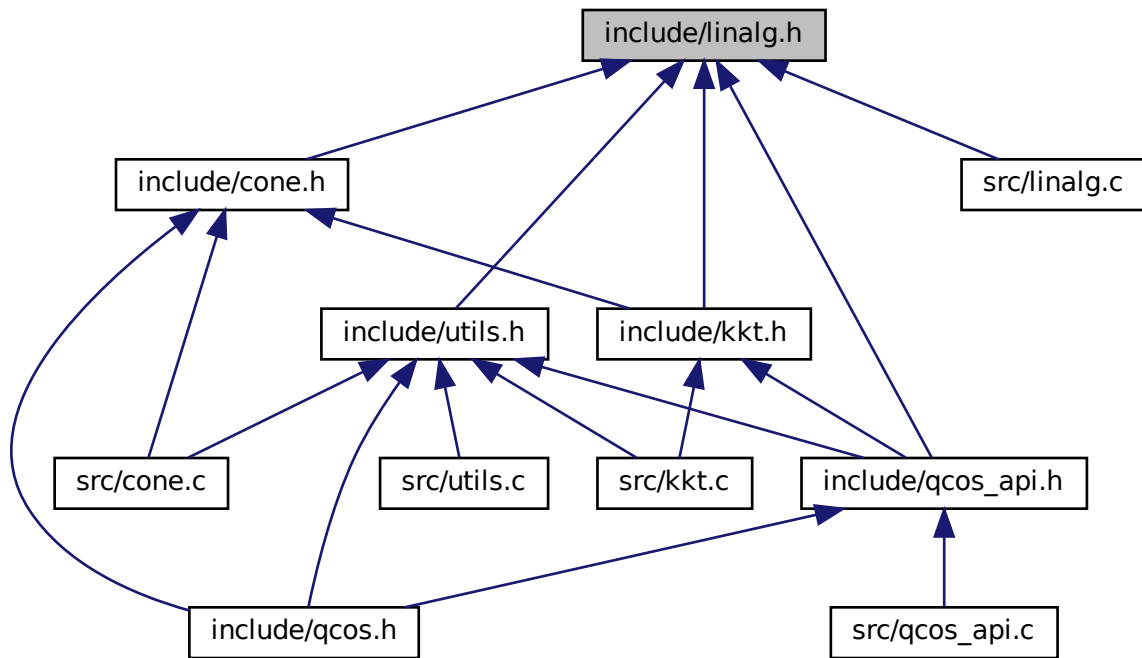 include/linalg.h
include/cone.h
src/linalg.c
include/utils.h
include/kkt.h
src/cone.c
src/utils.c
src/kkt.c
include/qcos_api.h
include/qcos.h
src/qcos_api.c